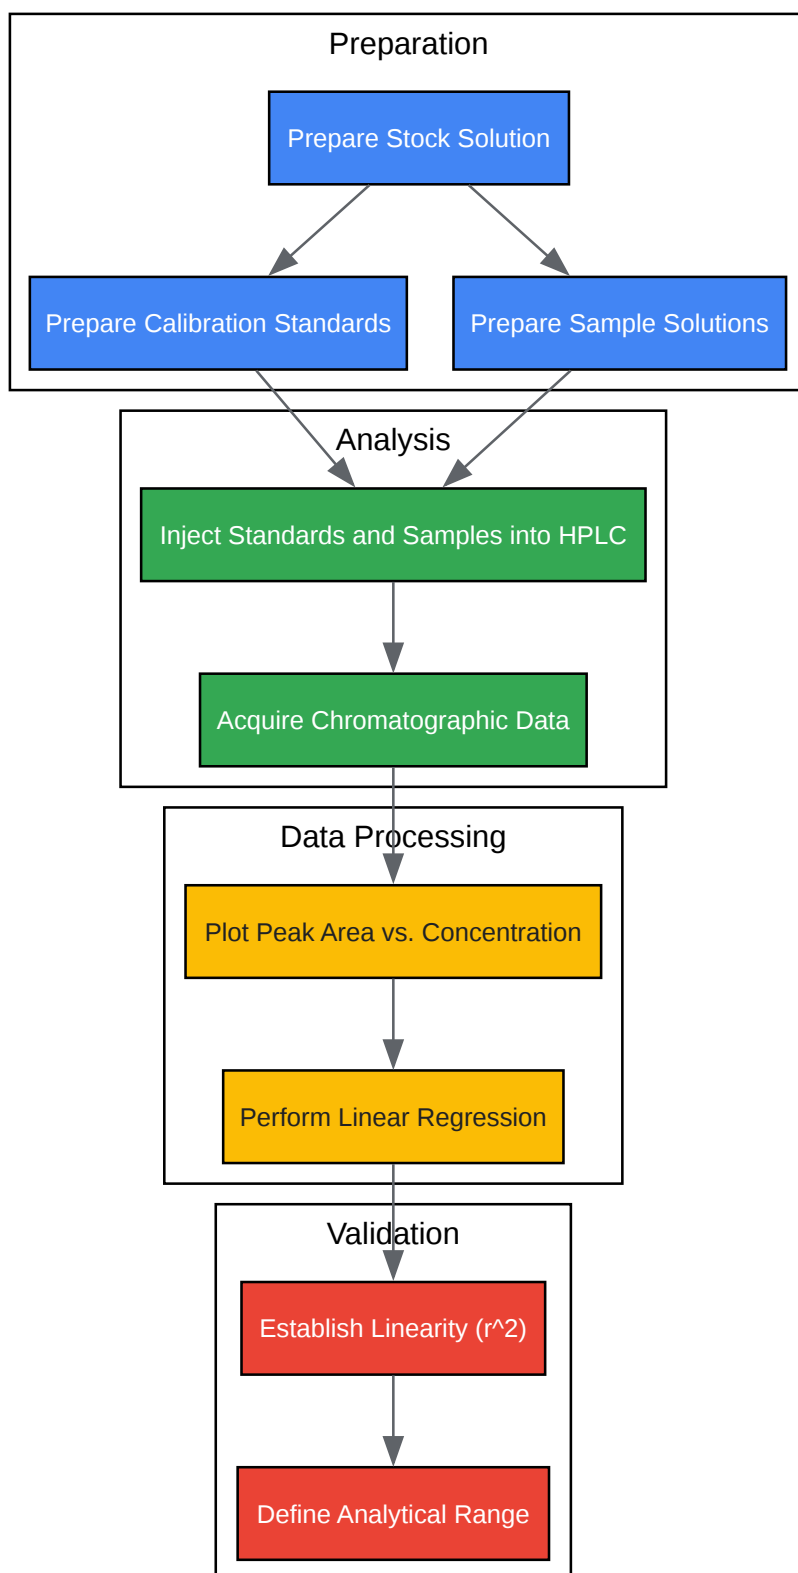 Preparation
Prepare Stock Solution
Prepare Calibration Standards
Prepare Sample Solutions
Analysis
Inject Standards and Samples into HPLC
Acquire Chromatographic Data
Data Processing
Plot Peak Area vs. Concentration
Perform Linear Regression
Validation
Establish Linearity (r^2)
Define Analytical Range